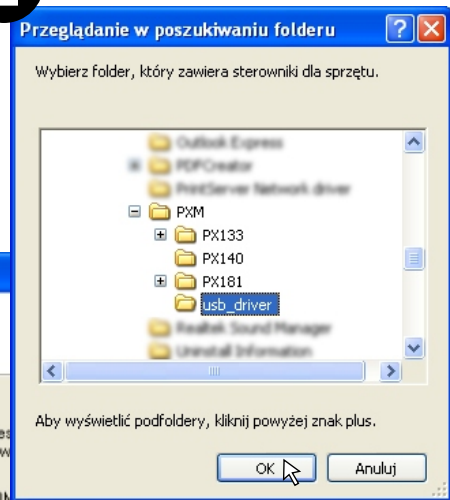 Przeglądanie w poszukiwaniu folderu
Wybierz folder, który zawiera sterowniki dla sprzętu.
Outlook Express
PDFCreator
PrintServer Network driver
PXM
PX133
PX140
PX181
usb_driver
Realtek Sound Manager
Uninstall Information
Aby wyświetlić podfoldery, kliknij powyżej znak plus.
OK
Anuluj